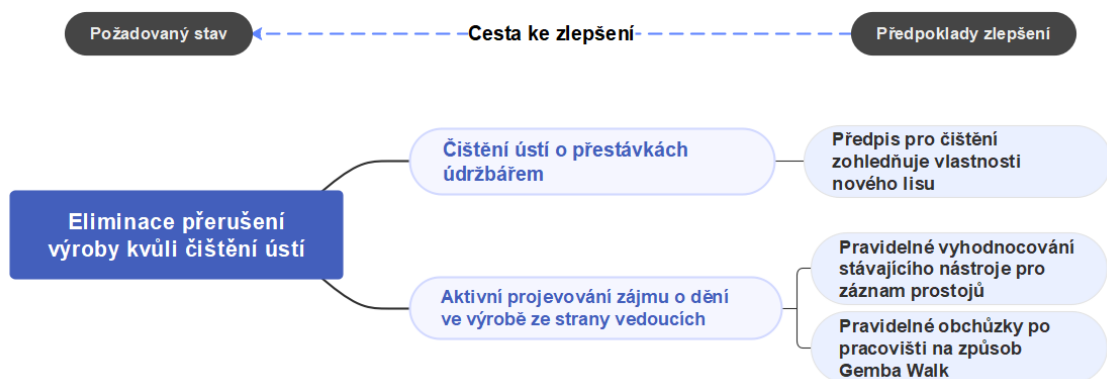 Požadovaný stav
Cesta ke zlepšení
Předpoklady zlepšení
Čištění ústí o přestávkách
údržbářem
Předpis pro čištění
zohledňuje vlastnosti
nového lisu
Eliminace přerušení
výroby kvůli čištění ústí
Aktivní projevování zájmu o dění
ve výrobě ze strany vedoucích
Pravidelné vyhodnocování
stávajícího nástroje pro
záznam prostojů
Pravidelné obchůzky po
pracovišti na způsob
Gemba Walk